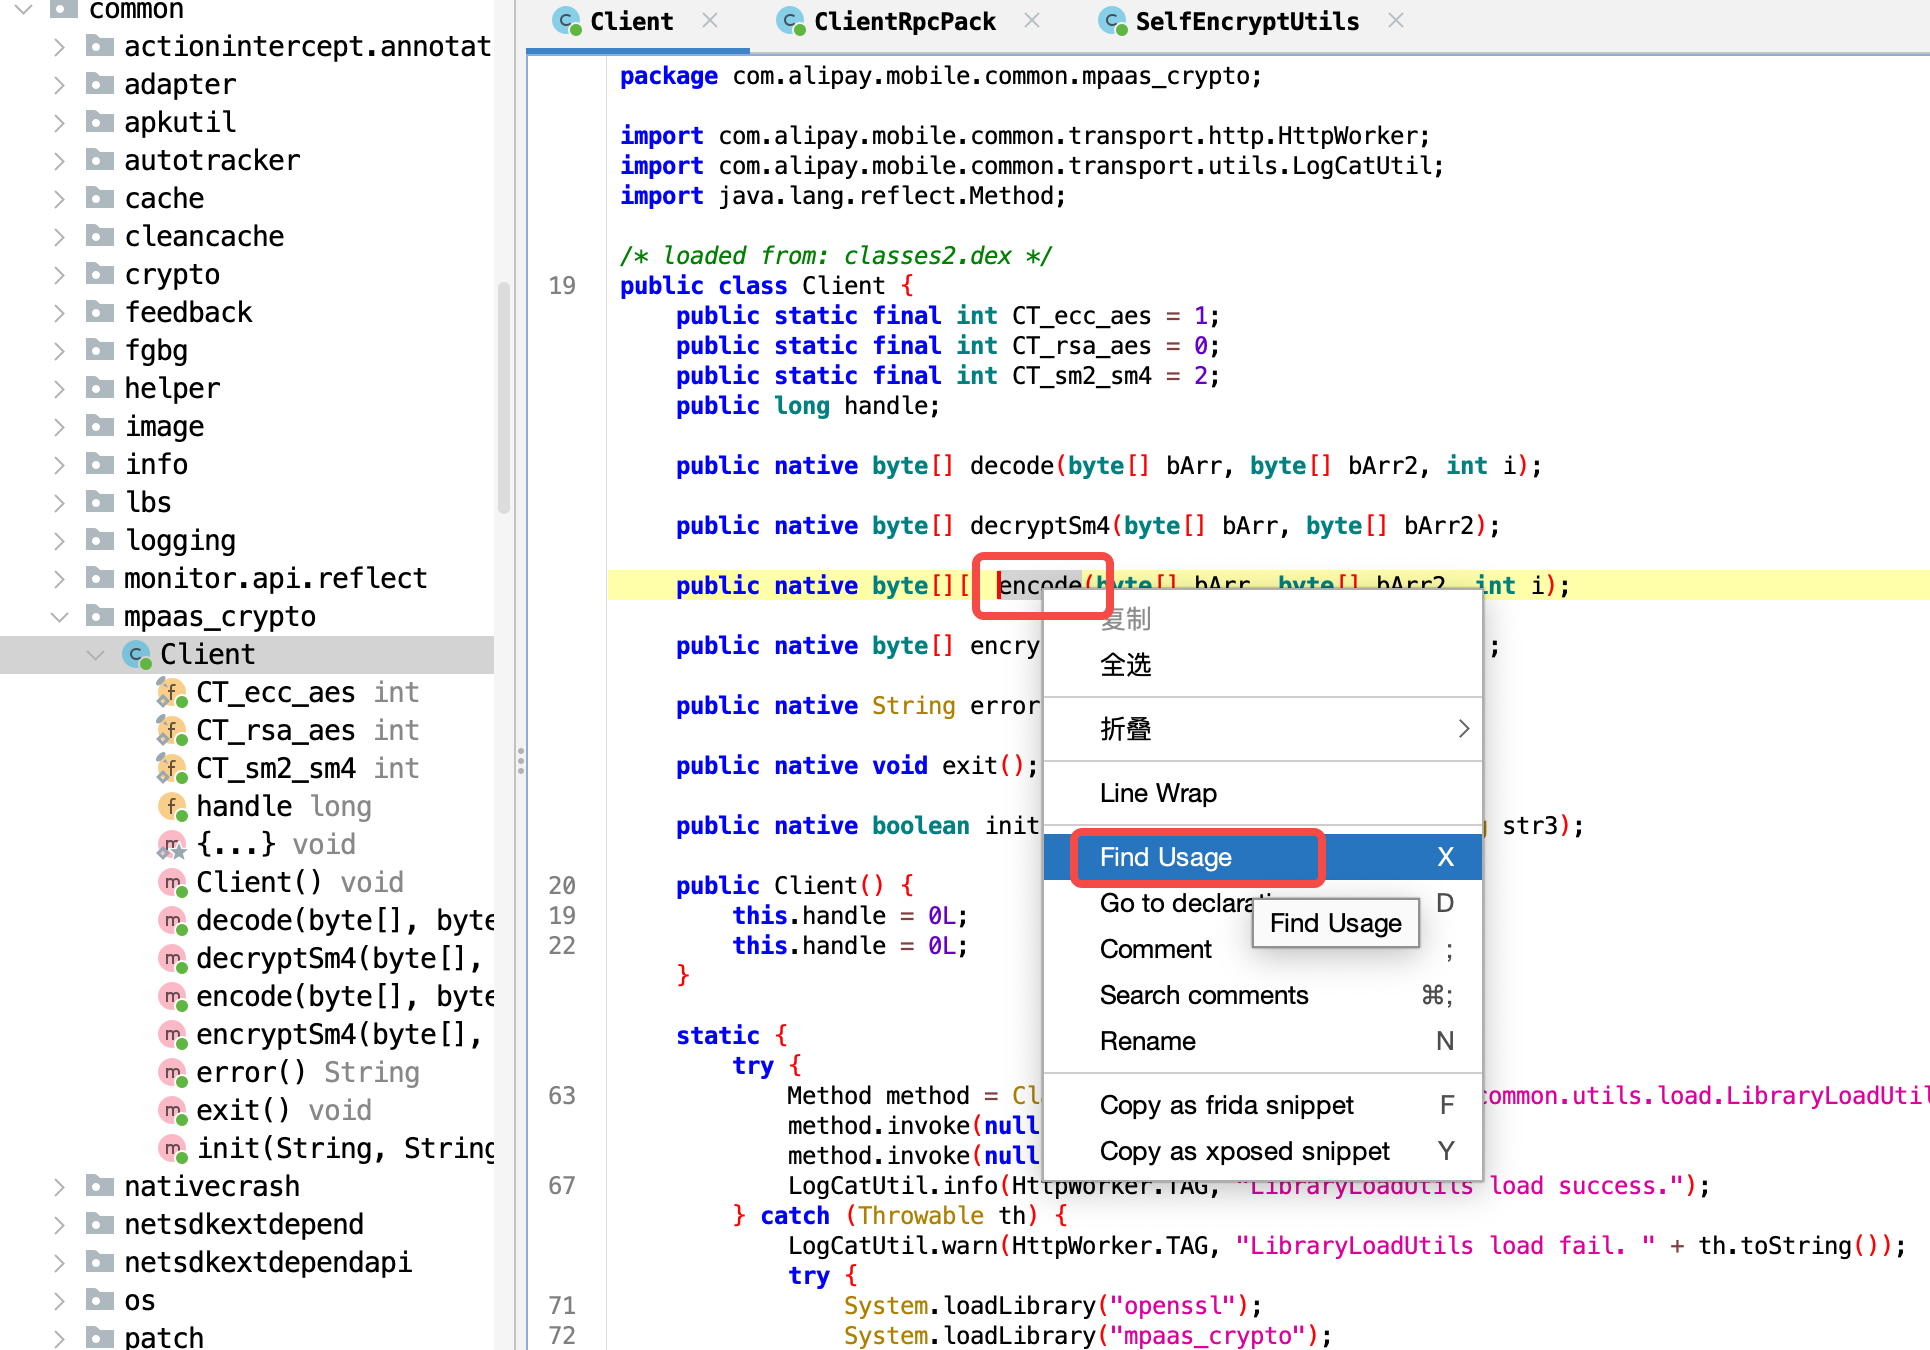 common
actionintercept.annotat
adapter
apkutil
autotracker
cache
cleancache
crypto
feedback
fgbg
helper
image
info
lbs
logging
monitor.api.reflect
mpaas_crypto
Client
CT_ecc_aes int
CT_rsa_aes int
CT_sm2_sm4 int
handle long
{...} void
Client() void
decode(byte[], byte
decryptSm4(byte[],
encode(byte[], byte
encryptSm4(byte[],
error() String
exit() void
init(String, String
nativecrash
netsdkextdepend
netsdkextdependapi
os
patch
Client
ClientRpcPack
SelfEncryptUtils
package com.alipay.mobile.common.mpaas_crypto;
import com.alipay.mobile.common.transport.http.HttpWorker;
import com.alipay.mobile.common.transport.utils.LogCatUtil;
import java.lang.reflect.Method;
/* loaded from: classes2.dex */
19 public class Client {
public static final int CT_ecc_aes = 1;
public static final int CT_rsa_aes = 0;
public static final int CT_sm2_sm4 = 2;
public long handle;
public native byte[] decode(byte[] bArr, byte[] bArr2, int i);
public native byte[] decryptSm4(byte[] bArr, byte[] bArr2);
public native byte[][ encode(byte[] bArr, byte[] bArr2, int i);
public native byte[] encry ;
public native String error
public native void exit();
public native boolean init str3);
20 public Client() {
19 this.handle = 0L;
22 this.handle = 0L;
}
static {
try {
63 Method method = Cl common.utils.load.LibraryLoadUtil
method.invoke(null
method.invoke(null
67 LogCatUtil.info(HttpWorker.TAG, "LibraryLoadUtils load success.");
} catch (Throwable th) {
LogCatUtil.warn(HttpWorker.TAG, "LibraryLoadUtils load fail. " + th.toString());
try {
71 System.loadLibrary("openssl");
72 System.loadLibrary("mpaas_crypto");
复制
全选
折叠
Line Wrap
Find Usage X
Go to declarati D
Find Usage
Comment ;
Search comments ⌘;
Rename N
Copy as frida snippet F
Copy as xposed snippet Y